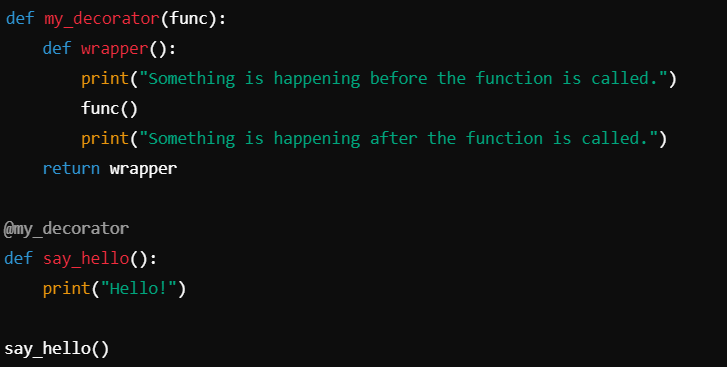 def my_decorator(func):
    def wrapper():
        print("Something is happening before the function is called.")
        func()
        print("Something is happening after the function is called.")
    return wrapper

@my_decorator
def say_hello():
    print("Hello!")

say_hello()